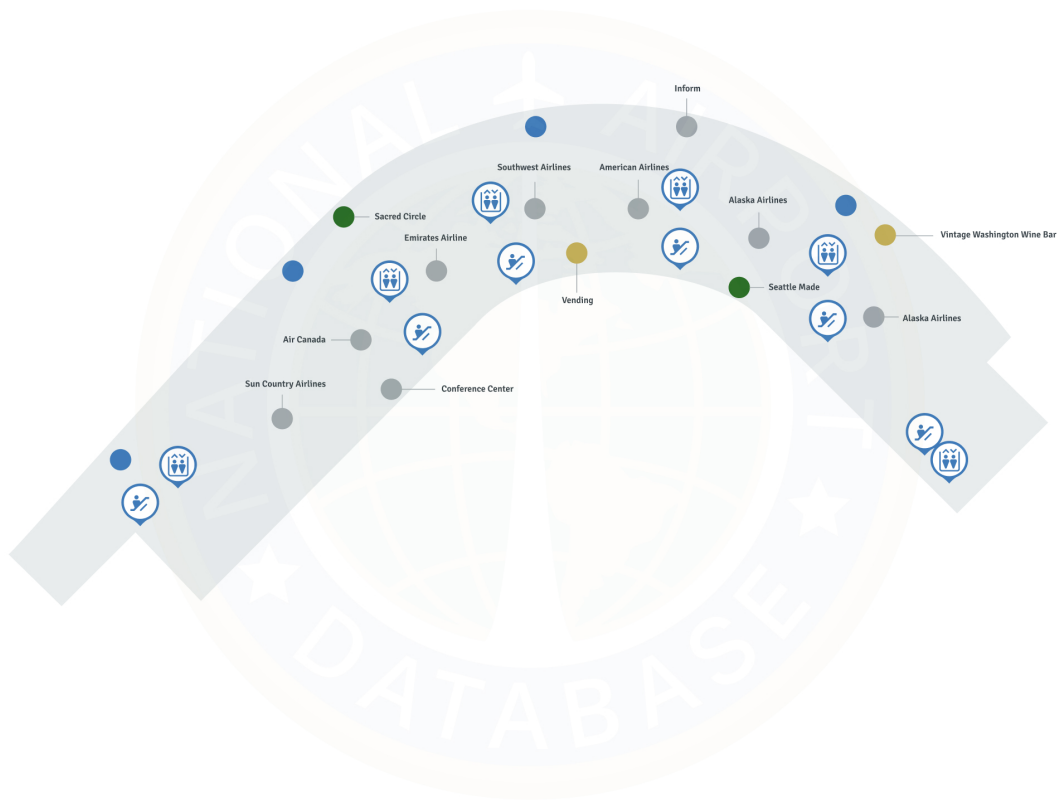 Inform
Southwest Airlines
American Airlines
Alaska Airlines
Sacred Circle
Vintage Washington Wine Bar
Emirates Airline
Seattle Made
Vending
Alaska Airlines
Air Canada
Sun Country Airlines
Conference Center
NATIONAL AIRPORT
DATABASE